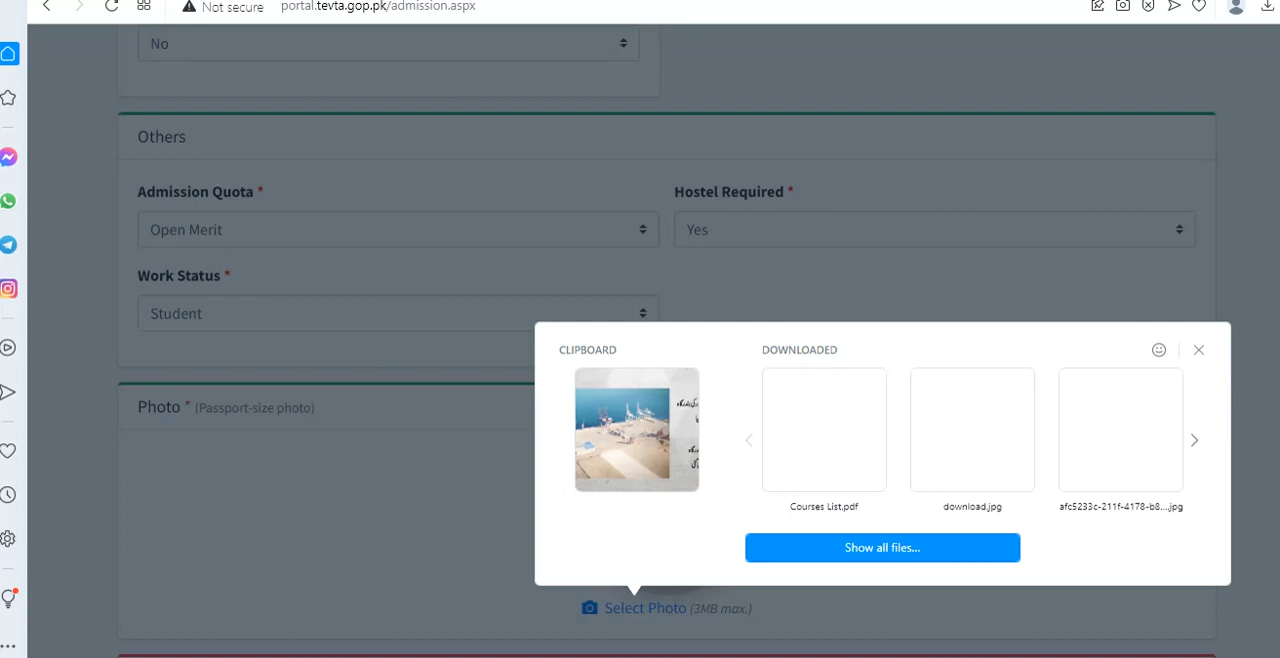 Not secure
portal.tevta.gop.pk/admission.aspx
No
Others
Admission Quota *
Hostel Required *
Open Merit
Yes
Work Status *
Student
CLIPBOARD
DOWNLOADED
Photo * (Passport-size photo)
Courses List.pdf
download.jpg
afc5233c-211f-4178-b8...jpg
Show all files...
Select Photo (3MB max.)